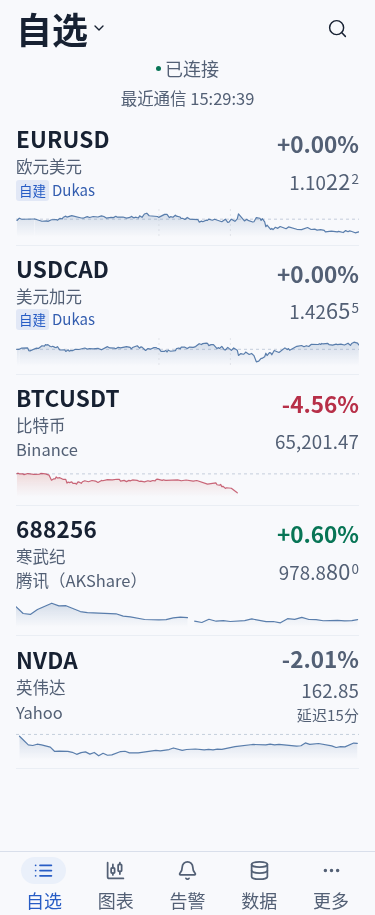 自选
已连接
最近通信 15:29:39
EURUSD
+0.00%
欧元美元
1.10222
自建 Dukas
USDCAD
+0.00%
美元加元
1.42655
自建 Dukas
BTCUSDT
-4.56%
比特币
65,201.47
Binance
688256
+0.60%
寒武纪
978.8800
腾讯（AKShare）
NVDA
-2.01%
英伟达
162.85
Yahoo
延迟15分
自选 图表 告警 数据 更多